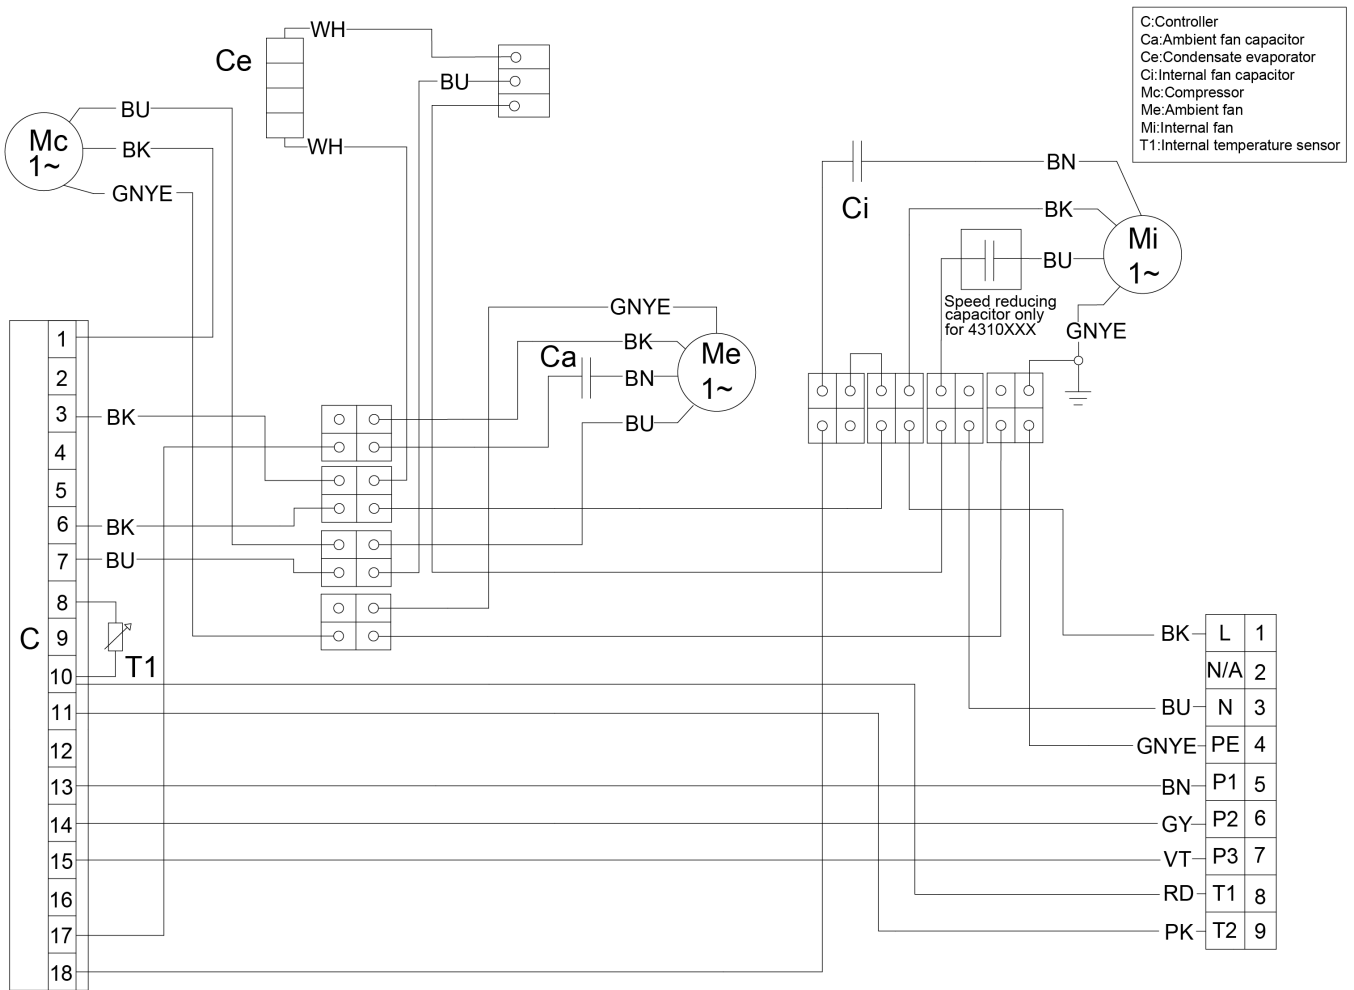 C:Controller
Ca:Ambient fan capacitor
Ce:Condensate evaporator
Ci:Internal fan capacitor
Mc:Compressor
Me:Ambient fan
Mi:Internal fan
T1:Internal temperature sensor
WH
Ce
BU
BU
Mc
1~
BK
WH
GNYE
BN
Ci
BK
Mi
1~
BU
Speed reducing
capacitor only
for 4310XXX
GNYE
GNYE
BK
Ca
Me
1~
BN
BU
C
1
2
3
BK
4
5
6
BK
7
BU
8
9
10
T1
11
12
13
14
15
16
17
18
BK L 1
N/A 2
BU N 3
GNYE PE 4
BN P1 5
GY P2 6
VT P3 7
RD T1 8
PK T2 9